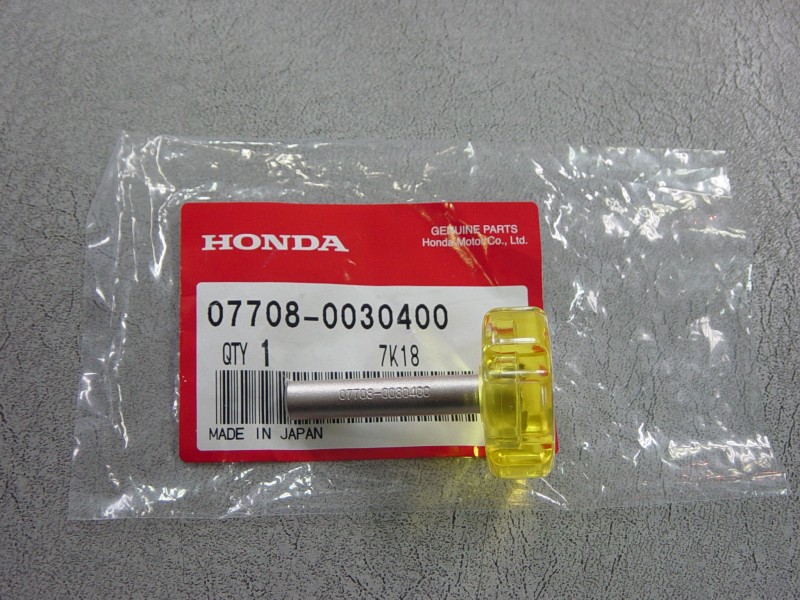 HONDA
GENUINE PARTS
Honda Motor Co., Ltd.
07708-0030400
QTY 1 7K18
07708-0030400
MADE IN JAPAN